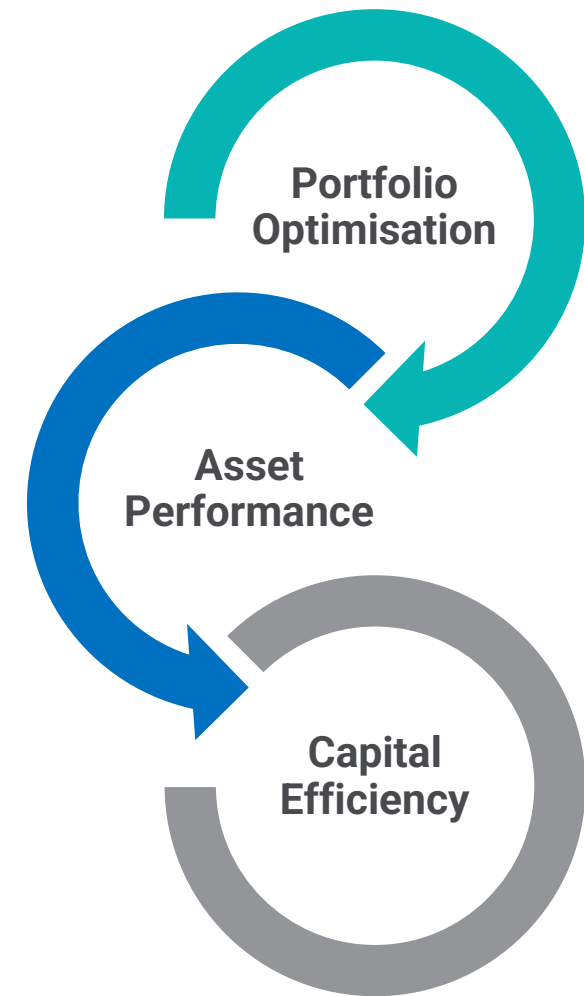 Portfolio
Optimisation
Asset
Performance
Capital
Efficiency